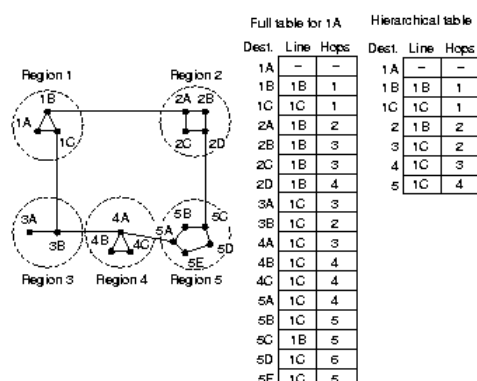 Full table for 1A
Dest. Line Hops
1A – –
1B 1B 1
1C 1C 1
2A 1B 2
2B 1B 3
2C 1B 3
2D 1B 4
3A 1C 3
3B 1C 2
4A 1C 3
4B 1C 4
4C 1C 4
5A 1C 4
5B 1C 5
5C 1B 5
5D 1C 6
5E 1C 5
Hierarchical table
Dest. Line Hops
1A – –
1B 1B 1
1C 1C 1
2 1B 2
3 1C 2
4 1C 3
5 1C 4
Region 1
1B
1A
1C
Region 2
2A 2B
2C
2D
3A
3B
Region 3
4A
4B
4C
Region 4
5B
5C
5A
5D
5E
Region 5